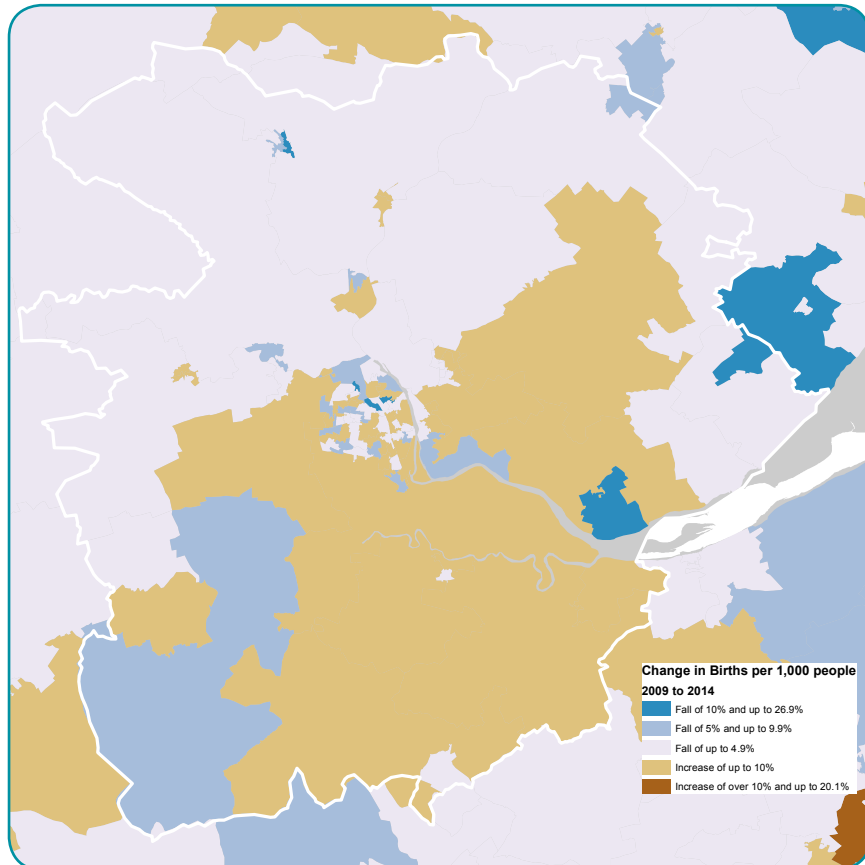 Change in Births per 1,000 people
2009 to 2014
Fall of 10% and up to 26.9%
Fall of 5% and up to 9.9%
Fall of up to 4.9%
Increase of up to 10%
Increase of over 10% and up to 20.1%